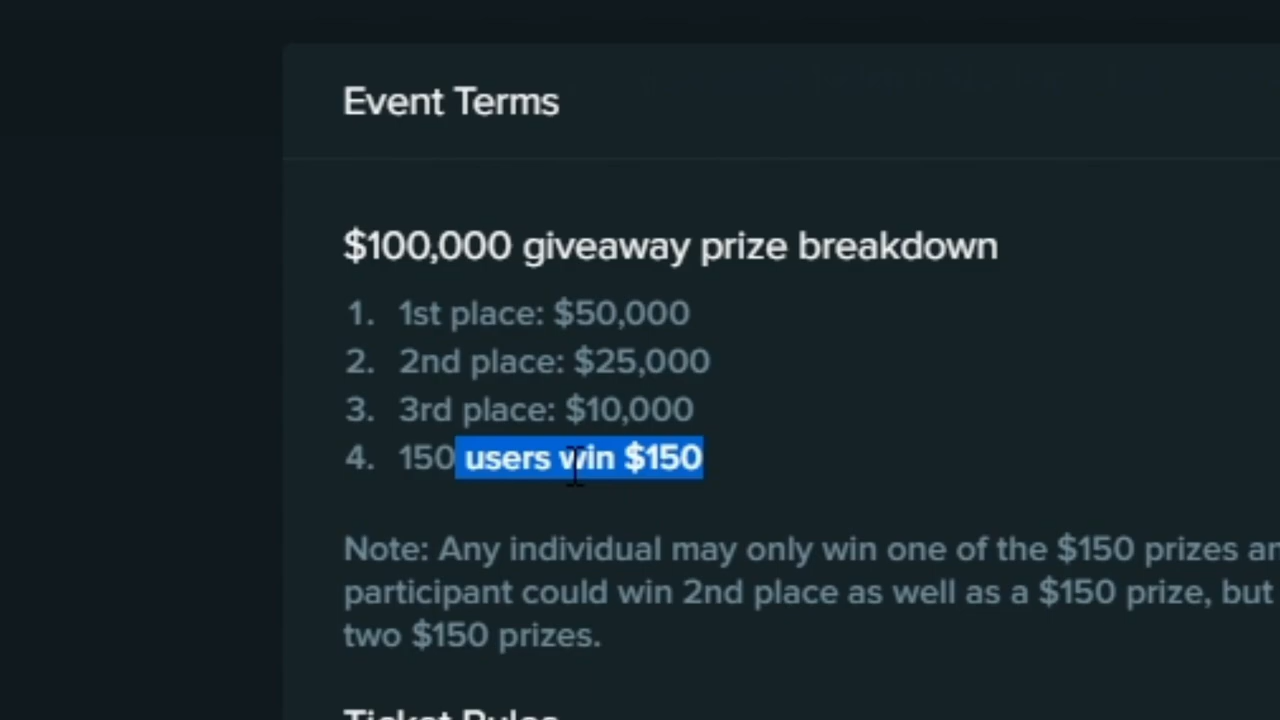 Event Terms
$100,000 giveaway prize breakdown
1. 1st place: $50,000
2. 2nd place: $25,000
3. 3rd place: $10,000
4. 150 users win $150
Note: Any individual may only win one of the $150 prizes
participant could win 2nd place as well as a $150 prize, but
two $150 prizes.
Ticket Rules